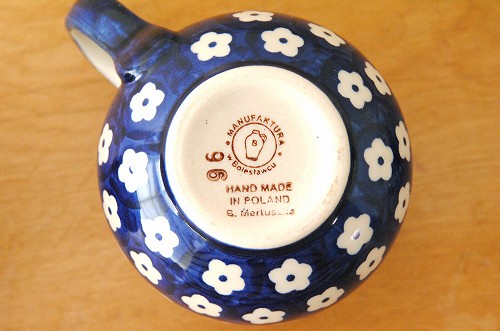 MANUFAKTURA
w Bolesławcu
96
HAND MADE
IN POLAND